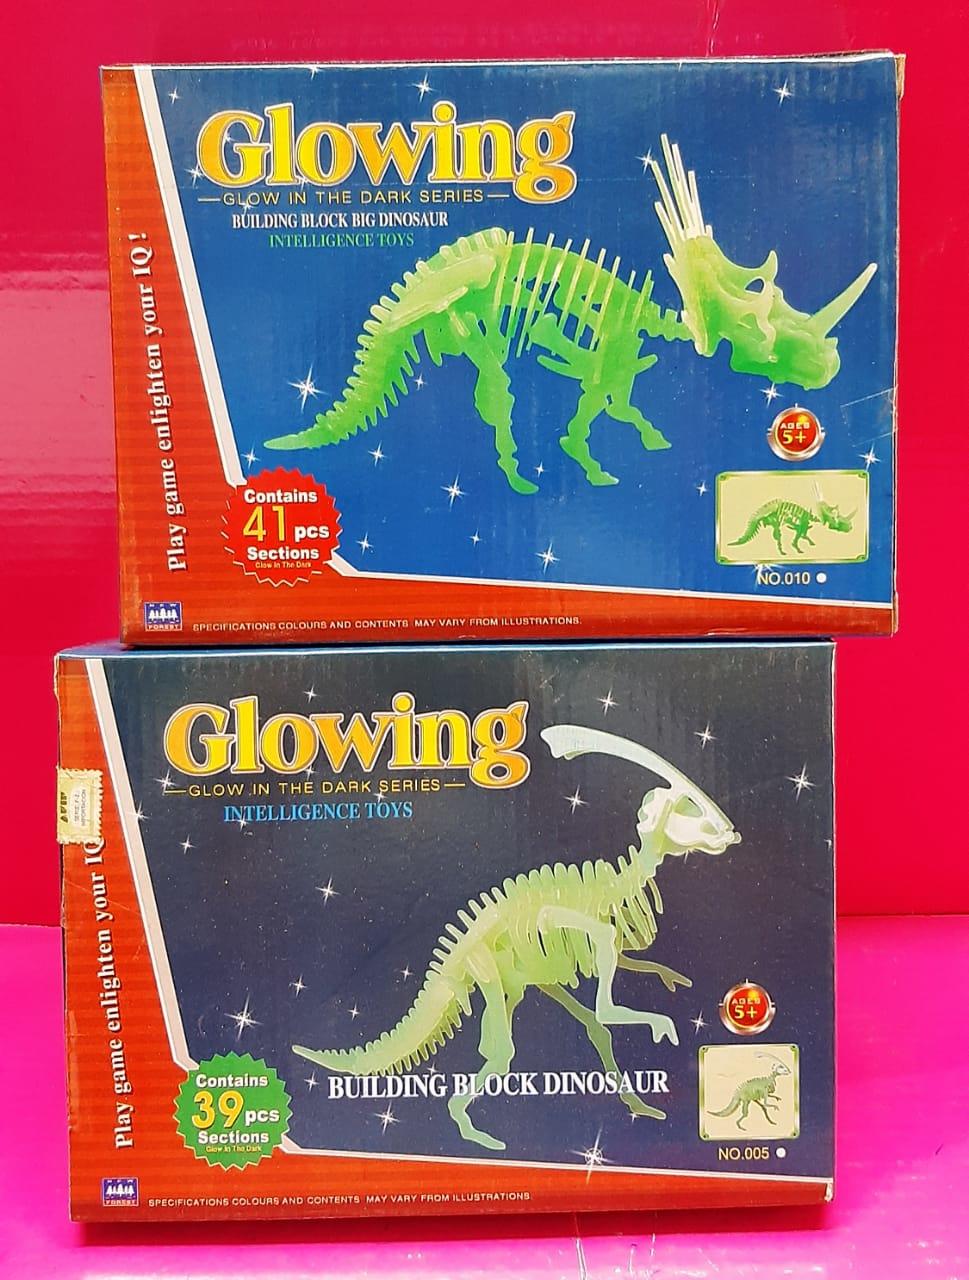 Glowing
GLOW IN THE DARK SERIES
BUILDING BLOCK BIG DINOSAUR
INTELLIGENCE TOYS
Play game enlighten your IQ !
AGES
5+
Contains
41 pcs
Sections
Glow In The Dark
NO.010
NEW
FOREST
SPECIFICATIONS COLOURS AND CONTENTS MAY VARY FROM ILLUSTRATIONS.
Glowing
GLOW IN THE DARK SERIES
INTELLIGENCE TOYS
Play game enlighten your IQ
AGES
5+
BUILDING BLOCK DINOSAUR
Contains
39 pcs
Sections
Glow In The Dark
NO.005
FOREST
SPECIFICATIONS COLOURS AND CONTENTS MAY VARY FROM ILLUSTRATIONS.